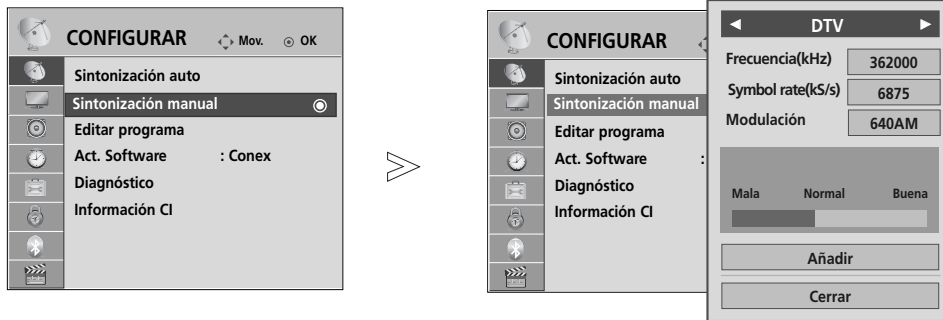 CONFIGURAR Mov. OK
Sintonización auto
Sintonización manual
Editar programa
Act. Software : Conex
Diagnóstico
Información CI
CONFIGURAR
Sintonización auto
Sintonización manual
Editar programa
Act. Software :
Diagnóstico
Información CI
DTV
Frecuencia(kHz) 362000
Symbol rate(kS/s) 6875
Modulación 640AM
Mala Normal Buena
Añadir
Cerrar